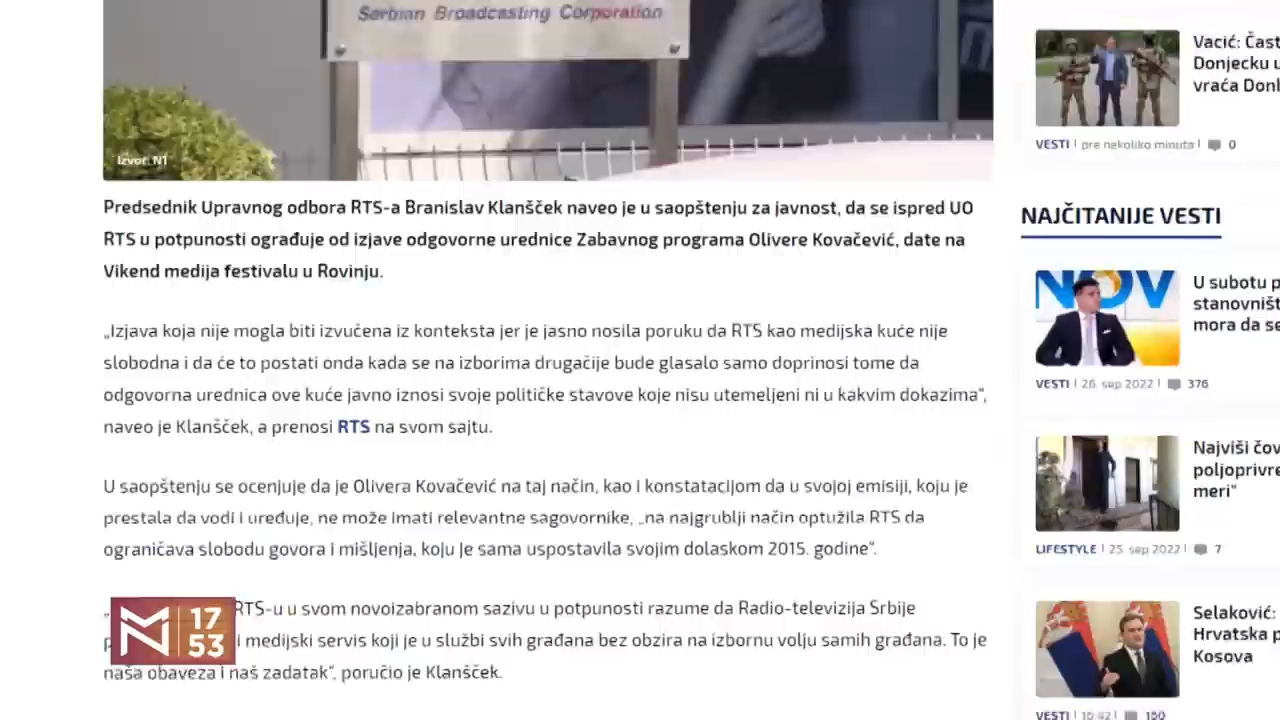 Serbian Broadcasting Corporation
Izvor: N1
Predsednik Upravnog odbora RTS-a Branislav Klanšček naveo je u saopštenju za javnost, da se ispred UO
RTS u potpunosti ograđuje od izjave odgovorne urednice Zabavnog programa Olivere Kovačević, date na
Vikend medija festivalu u Rovinju.
„Izjava koja nije mogla biti izvučena iz konteksta jer je jasno nosila poruku da RTS kao medijska kuće nije
slobodna i da će to postati onda kada se na izborima drugačije bude glasalo samo doprinosi tome da
odgovorna urednica ove kuće javno iznosi svoje političke stavove koje nisu utemeljeni ni u kakvim dokazima“,
naveo je Klanšček, a prenosi RTS na svom sajtu.
U saopštenju se ocenjuje da je Olivera Kovačević na taj način, kao i konstatacijom da u svojoj emisiji, koju je
prestala da vodi i uređuje, ne može imati relevantne sagovornike, „na najgrublji način optužila RTS da
ograničava slobodu govora i mišljenja, koju je sama uspostavila svojim dolaskom 2015. godine“.
RTS-u u svom novoizabranom sazivu u potpunosti razume da Radio-televizija Srbije
i medijski servis koji je u službi svih građana bez obzira na izbornu volju samih građana. To je
naša obaveza i naš zadatak“, poručio je Klanšček.
17
53
Vacić: Čast
Donjecku u
vraća Donb
VESTI | pre nekoliko minuta | 0
NAJČITANIJE VESTI
NOV
U subotu p
stanovništ
mora da se
VESTI | 26. sep 2022 | 376
Najviši čov
poljoprivre
meri“
LIFESTYLE | 25. sep 2022 | 7
Selaković:
Hrvatska p
Kosova
VESTI | 16:42 | 160